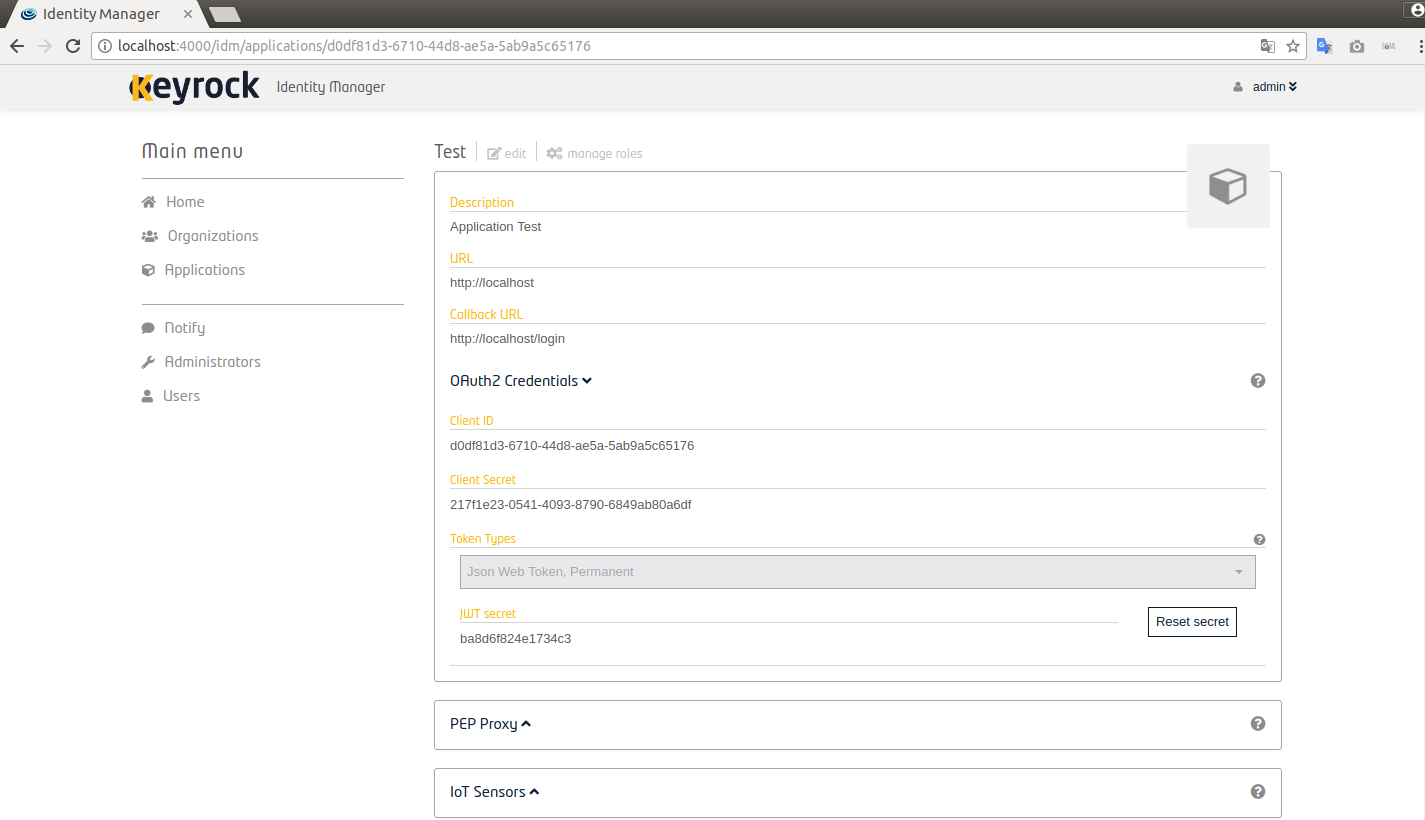 Identity Manager
localhost:4000/idm/applications/d0df81d3-6710-44d8-ae5a-5ab9a5c65176
Keyrock Identity Manager
admin
Main menu
Home
Organizations
Applications
Notify
Administrators
Users
Test edit manage roles
Description
Application Test
URL
http://localhost
Callback URL
http://localhost/login
OAuth2 Credentials
Client ID
d0df81d3-6710-44d8-ae5a-5ab9a5c65176
Client Secret
217f1e23-0541-4093-8790-6849ab80a6df
Token Types
Json Web Token, Permanent
JWT secret
ba8d6f824e1734c3
Reset secret
PEP Proxy
IoT Sensors